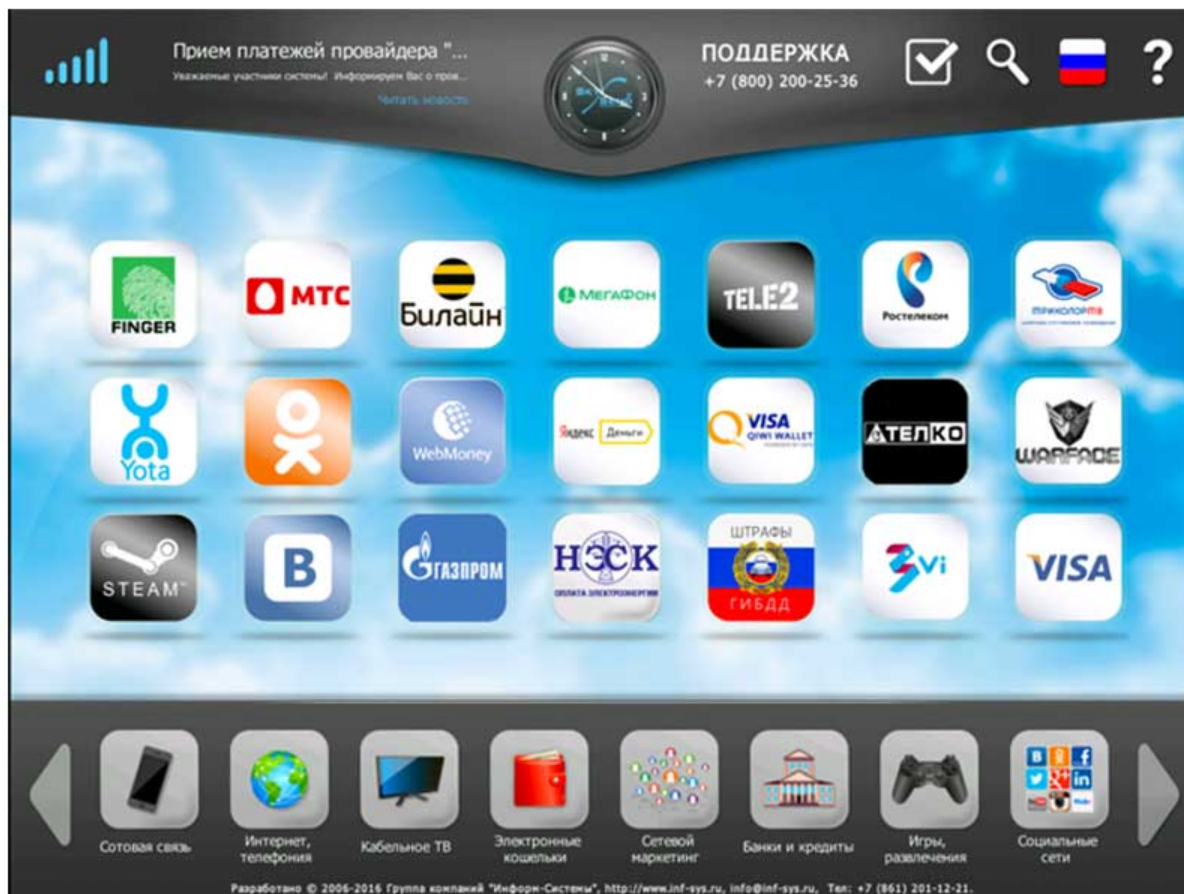 Прием платежей провайдера "...
Уважаемые участники системы! Информируем Вас о пров...
Читать новость
ПОДДЕРЖКА
+7 (800) 200-25-36
?
FINGER
МТС
Билайн
МЕГАФОН
TELE2
Ростелеком
ТРИКОЛОРТВ
Yota
WebMoney
Яндекс Деньги
VISA
QIWI WALLET
АТЕЛКО
WARFACE
STEAM™
В
ГАЗПРОМ
НЭСК
ОПЛАТА ЭЛЕКТРОЭНЕРГИИ
ШТРАФЫ
ГИБДД
Vi
VISA
Сотовая связь
Интернет,
телефония
Кабельное ТВ
Электронные
кошельки
Сетевой
маркетинг
Банки и кредиты
Игры,
развлечения
Социальные
сети
Разработано © 2006-2016 Группа компаний "Информ-Системы", http://www.inf-sys.ru, info@inf-sys.ru, Тел: +7 (861) 201-12-21.